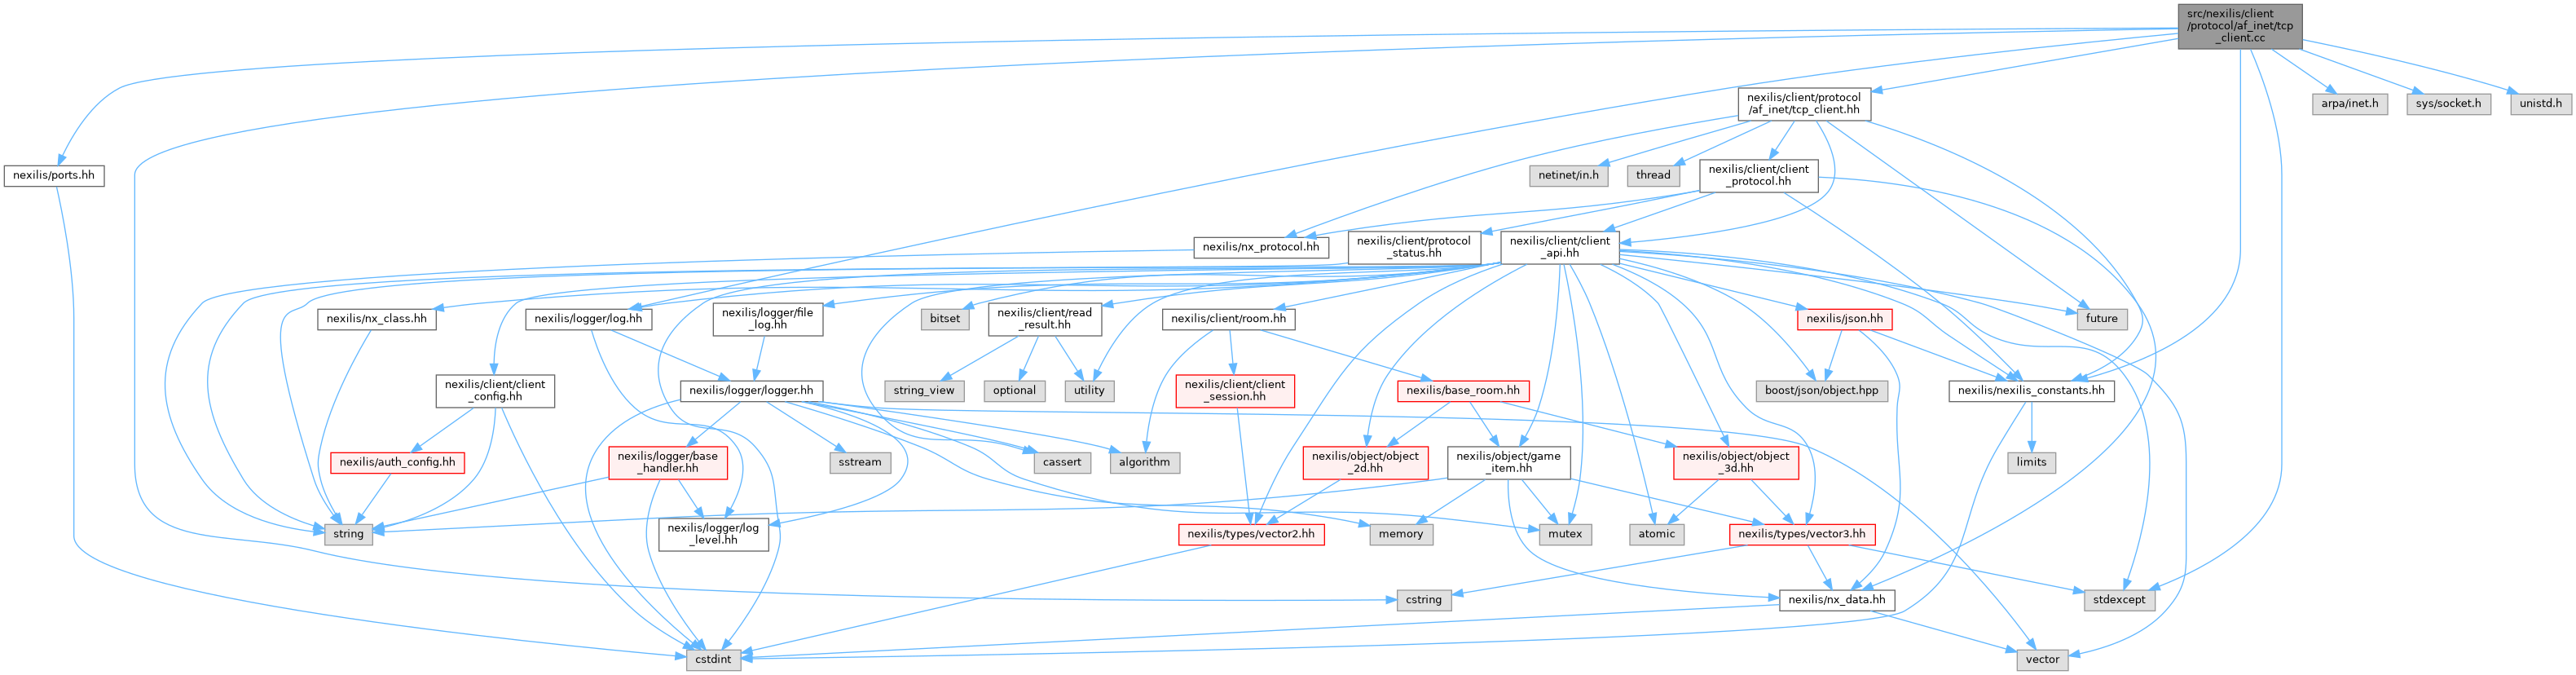 src/nexilis/client
/protocol/af_inet/tcp
_client.cc
nexilis/client/protocol
/af_inet/tcp_client.hh
arpa/inet.h
sys/socket.h
unistd.h
nexilis/ports.hh
netinet/in.h
thread
nexilis/client/client
_protocol.hh
nexilis/nx_protocol.hh
nexilis/client/protocol
_status.hh
nexilis/client/client
_api.hh
nexilis/nx_class.hh
nexilis/logger/log.hh
nexilis/logger/file
_log.hh
bitset
nexilis/client/read
_result.hh
nexilis/client/room.hh
nexilis/json.hh
future
nexilis/client/client
_config.hh
nexilis/logger/logger.hh
string_view
optional
utility
nexilis/client/client
_session.hh
nexilis/base_room.hh
boost/json/object.hpp
nexilis/nexilis_constants.hh
nexilis/auth_config.hh
nexilis/logger/base
_handler.hh
sstream
cassert
algorithm
nexilis/object/object
_2d.hh
nexilis/object/game
_item.hh
nexilis/object/object
_3d.hh
limits
string
nexilis/logger/log
_level.hh
nexilis/types/vector2.hh
memory
mutex
atomic
nexilis/types/vector3.hh
cstring
nexilis/nx_data.hh
stdexcept
cstdint
vector